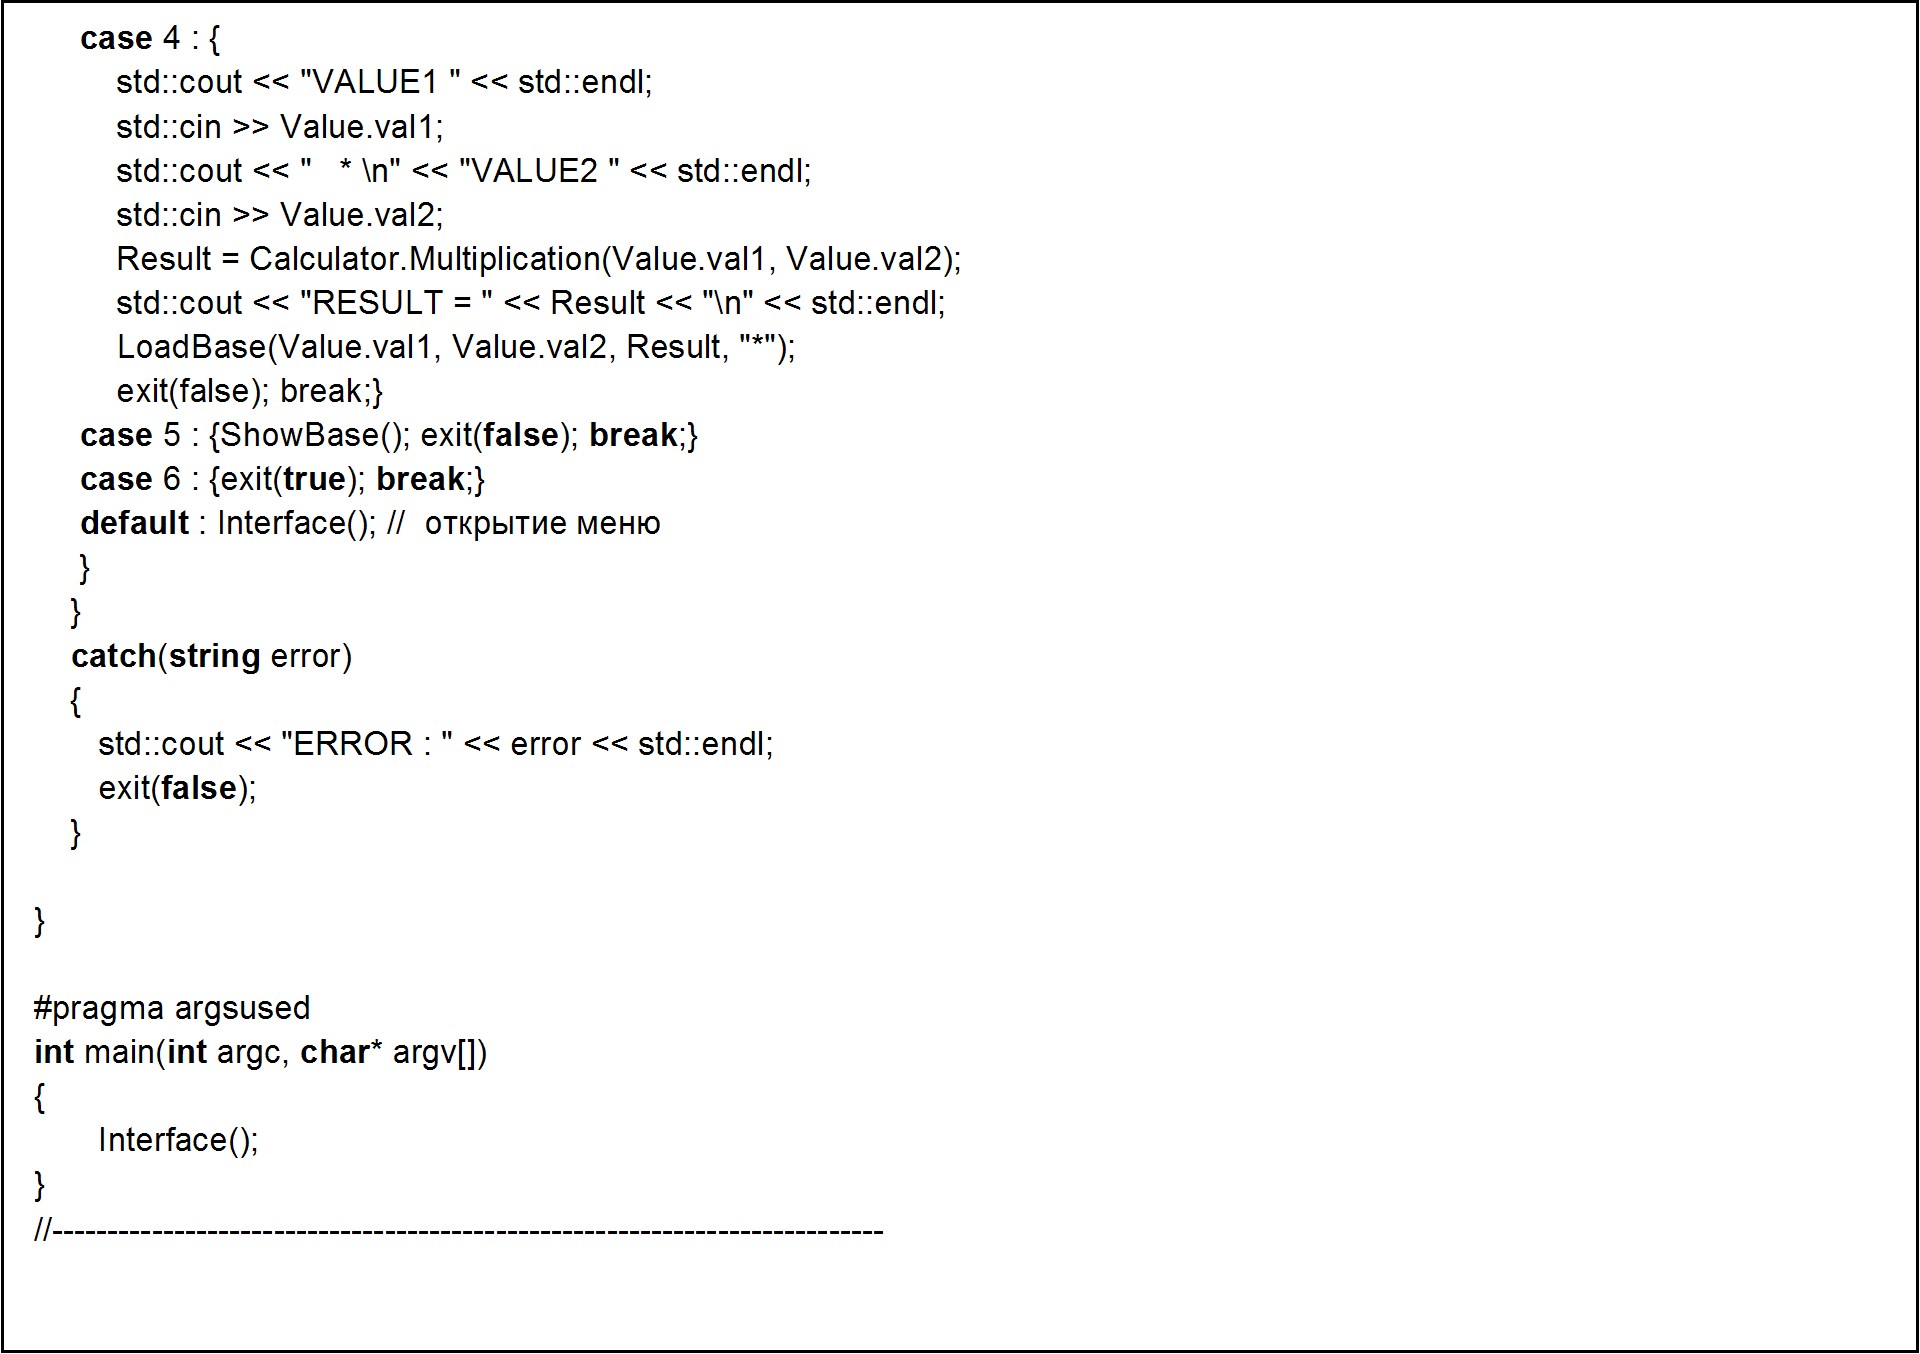 case 4 : {
std::cout << "VALUE1 " << std::endl;
std::cin >> Value.val1;
std::cout << "   * \n" << "VALUE2 " << std::endl;
std::cin >> Value.val2;
Result = Calculator.Multiplication(Value.val1, Value.val2);
std::cout << "RESULT = " << Result << "\n" << std::endl;
LoadBase(Value.val1, Value.val2, Result, "*");
exit(false); break;}
case 5 : {ShowBase(); exit(false); break;}
case 6 : {exit(true); break;}
default : Interface(); //  открытие меню
}
}
catch(string error)
{
std::cout << "ERROR : " << error << std::endl;
exit(false);
}
}
#pragma argsused
int main(int argc, char* argv[])
{
Interface();
}
//---------------------------------------------------------------------------